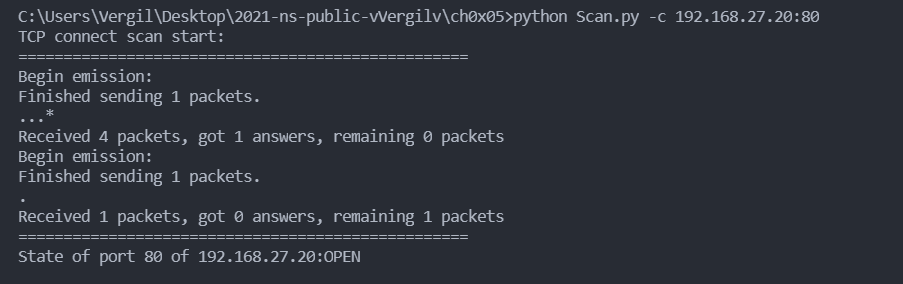 C:\Users\Vergil\Desktop\2021-ns-public-vVergilv\ch0x05>python Scan.py -c 192.168.27.20:80
TCP connect scan start:
==================================================
Begin emission:
Finished sending 1 packets.
...*
Received 4 packets, got 1 answers, remaining 0 packets
Begin emission:
Finished sending 1 packets.
.
Received 1 packets, got 0 answers, remaining 1 packets
==================================================
State of port 80 of 192.168.27.20:OPEN